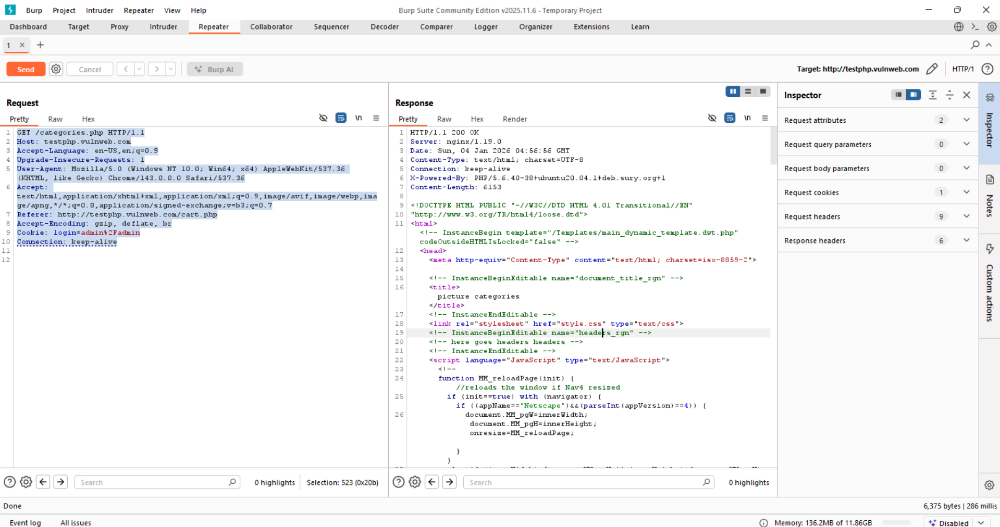 Burp Project Intruder Repeater View Help
Burp Suite Community Edition v2025.11.6 - Temporary Project
Dashboard Target Proxy Intruder Repeater Collaborator Sequencer Decoder Comparer Logger Organizer Extensions Learn
1
Send Cancel Burp AI
Target: http://testphp.vulnweb.com HTTP/1
Request
Pretty Raw Hex \n
1 GET /categories.php HTTP/1.1
2 Host: testphp.vulnweb.com
3 Accept-Language: en-US,en;q=0.9
4 Upgrade-Insecure-Requests: 1
5 User-Agent: Mozilla/5.0 (Windows NT 10.0; Win64; x64) AppleWebKit/537.36
(KHTML, like Gecko) Chrome/143.0.0.0 Safari/537.36
6 Accept:
text/html,application/xhtml+xml,application/xml;q=0.9,image/avif,image/webp,ima
ge/apng,*/*;q=0.8,application/signed-exchange;v=b3;q=0.7
7 Referer: http://testphp.vulnweb.com/cart.php
8 Accept-Encoding: gzip, deflate, br
9 Cookie: login=admin%2Fadmin
10 Connection: keep-alive
11
12
Search 0 highlights Selection: 523 (0x20b)
Response
Pretty Raw Hex Render \n
1 HTTP/1.1 200 OK
2 Server: nginx/1.19.0
3 Date: Sun, 04 Jan 2026 04:56:56 GMT
4 Content-Type: text/html; charset=UTF-8
5 Connection: keep-alive
6 X-Powered-By: PHP/5.6.40-38+ubuntu20.04.1+deb.sury.org+1
7 Content-Length: 6153
8
9 <!DOCTYPE HTML PUBLIC "-//W3C//DTD HTML 4.01 Transitional//EN"
10 "http://www.w3.org/TR/html4/loose.dtd">
11 <html>
<!-- InstanceBegin template="/Templates/main_dynamic_template.dwt.php"
codeOutsideHTMLIsLocked="false" -->
12 <head>
13 <meta http-equiv="Content-Type" content="text/html; charset=iso-8859-2">
14
15 <!-- InstanceBeginEditable name="document_title_rgn" -->
16 <title>
picture categories
</title>
17 <!-- InstanceEndEditable -->
18 <link rel="stylesheet" href="style.css" type="text/css">
19 <!-- InstanceBeginEditable name="headers_rgn" -->
20 <!-- here goes headers headers -->
21 <!-- InstanceEndEditable -->
22 <script language="JavaScript" type="text/JavaScript">
23 <!--
24 function MM_reloadPage(init) {
//reloads the window if Nav4 resized
25 if (init==true) with (navigator) {
if ((appName=="Netscape")&&(parseInt(appVersion)==4)) {
26 document.MM_pgW=innerWidth;
document.MM_pgH=innerHeight;
onresize=MM_reloadPage;
}
}
Search 0 highlights
Inspector
Request attributes 2
Request query parameters 0
Request body parameters 0
Request cookies 1
Request headers 9
Response headers 6
Inspector
Notes
Custom actions
Done
6,375 bytes | 286 millis
Event log All issues
Memory: 136.2MB of 11.86GB
Disabled